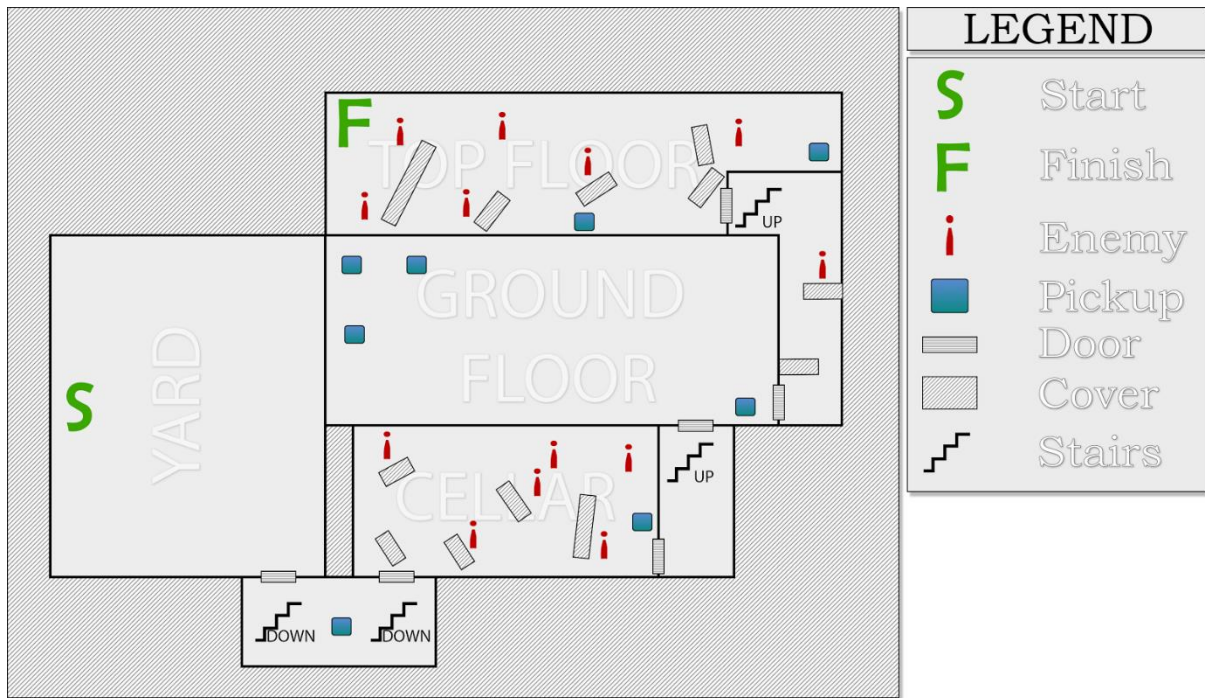 LEGEND
S Start
F Finish
Enemy
Pickup
Door
Cover
Stairs
F
TOP FLOOR
UP
GROUND
FLOOR
S
YARD
CELLAR
UP
DOWN
DOWN